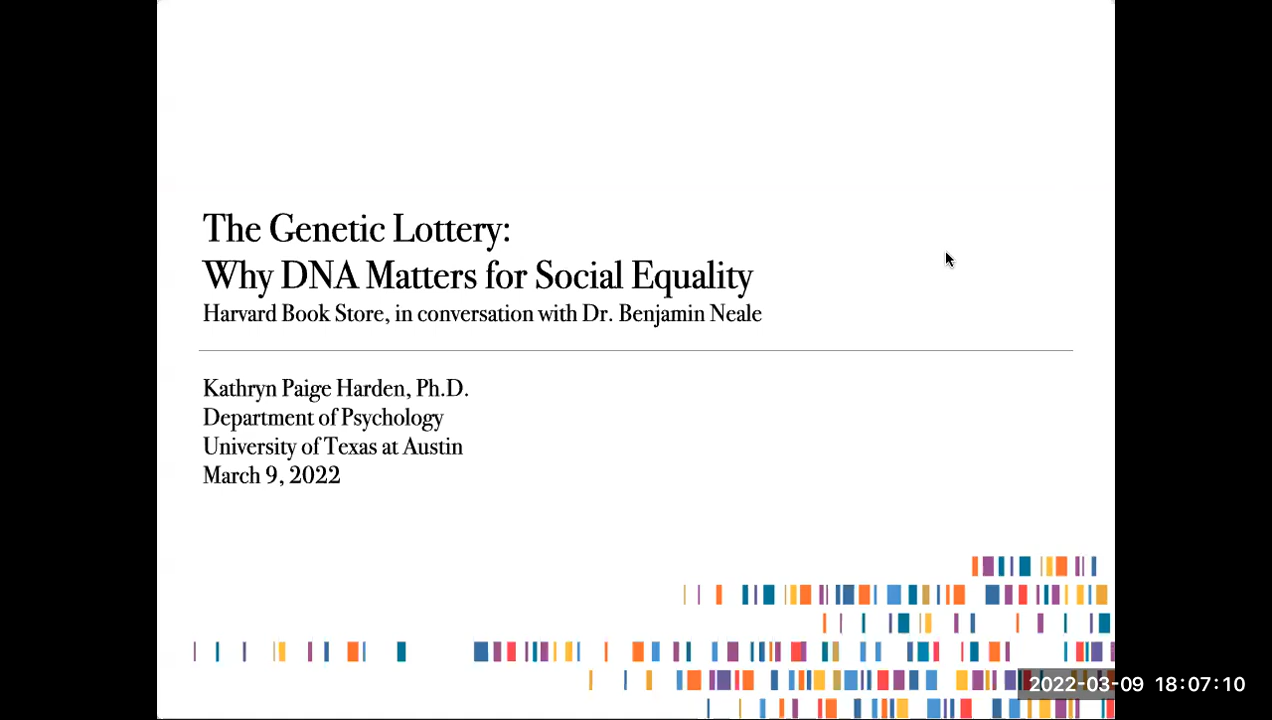 The Genetic Lottery:
Why DNA Matters for Social Equality
Harvard Book Store, in conversation with Dr. Benjamin Neale
Kathryn Paige Harden, Ph.D.
Department of Psychology
University of Texas at Austin
March 9, 2022
2022-03-09 18:07:10